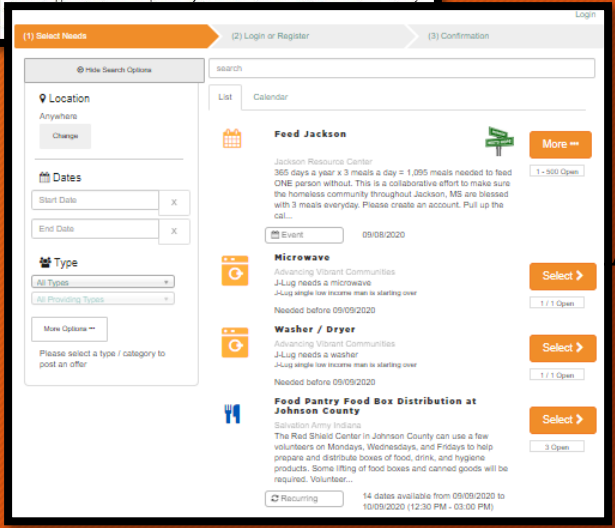 Login
(1) Select Needs
(2) Login or Register
(3) Confirmation
Hide Search Options
search
Location
Anywhere
Change
List
Calendar
Feed Jackson
More
Jackson Resource Center
1 - 500 Open
365 days a year x 3 meals a day = 1,095 meals needed to feed
ONE person without. This is a collaborative effort to make sure
the homeless community throughout Jackson, MS are blessed
with 3 meals everyday. Please create an account. Pull up the
cal...
Dates
Start Date
X
End Date
X
Event
09/08/2020
Type
All Types
All Providing Types
More Options
Please select a type / category to
post an offer
Microwave
Advancing Vibrant Communities
J-Lug needs a microwave
J-Lug single low income man is starting over
Needed before 09/09/2020
Select
1 / 1 Open
Washer / Dryer
Advancing Vibrant Communities
J-Lug needs a washer
J-Lug single low income man is starting over
Needed before 09/09/2020
Select
1 / 1 Open
Food Pantry Food Box Distribution at
Johnson County
Salvation Army Indiana
The Red Shield Center in Johnson County can use a few
volunteers on Mondays, Wednesdays, and Fridays to help
prepare and distribute boxes of food, drink, and hygiene
products. Some lifting of food boxes and canned goods will be
required. Volunteer...
Select
3 Open
Recurring
14 dates available from 09/09/2020 to
10/09/2020 (12:30 PM - 03:00 PM)